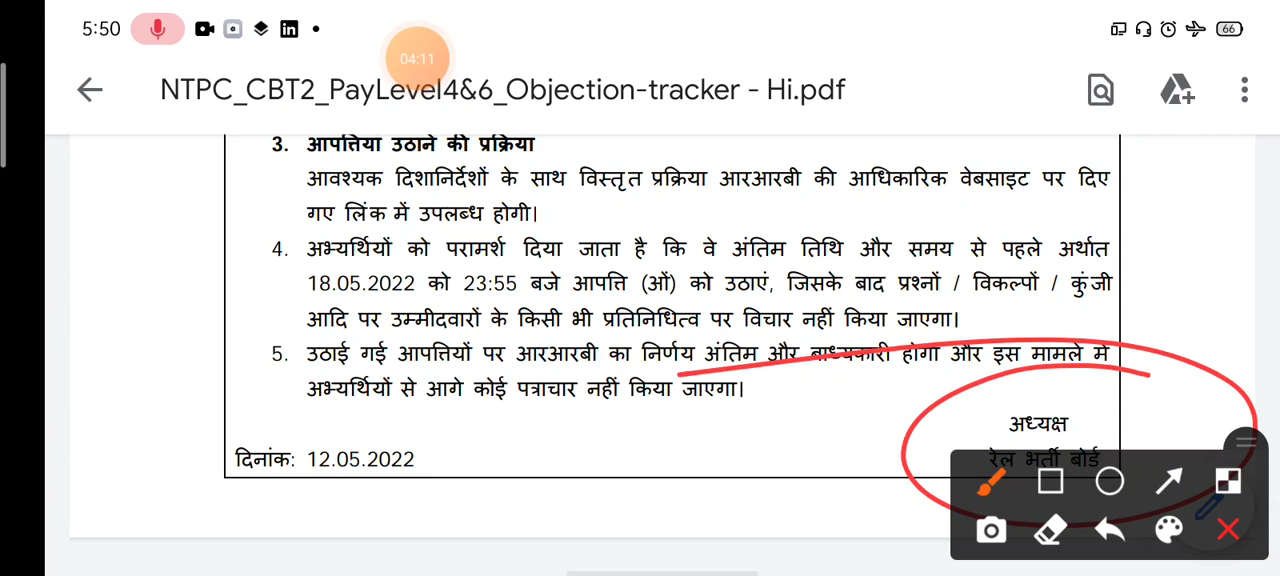 5:50
66
04:11
NTPC_CBT2_PayLevel4&6_Objection-tracker - Hi.pdf
3. आपत्तिया उठाने की प्रक्रिया
आवश्यक दिशानिर्देशों के साथ विस्तृत प्रक्रिया आरआरबी की आधिकारिक वेबसाइट पर दिए
गए लिंक में उपलब्ध होगी।
4. अभ्यर्थियों को परामर्श दिया जाता है कि वे अंतिम तिथि और समय से पहले अर्थात
18.05.2022 को 23:55 बजे आपत्ति (ओं) को उठाएं, जिसके बाद प्रश्नों / विकल्पों / कुंजी
आदि पर उम्मीदवारों के किसी भी प्रतिनिधित्व पर विचार नहीं किया जाएगा।
5. उठाई गई आपत्तियों पर आरआरबी का निर्णय अंतिम और बाध्यकारी होगा और इस मामले में
अभ्यर्थियों से आगे कोई पत्राचार नहीं किया जाएगा।
अध्यक्ष
दिनांक: 12.05.2022 रेल भर्ती बोर्ड